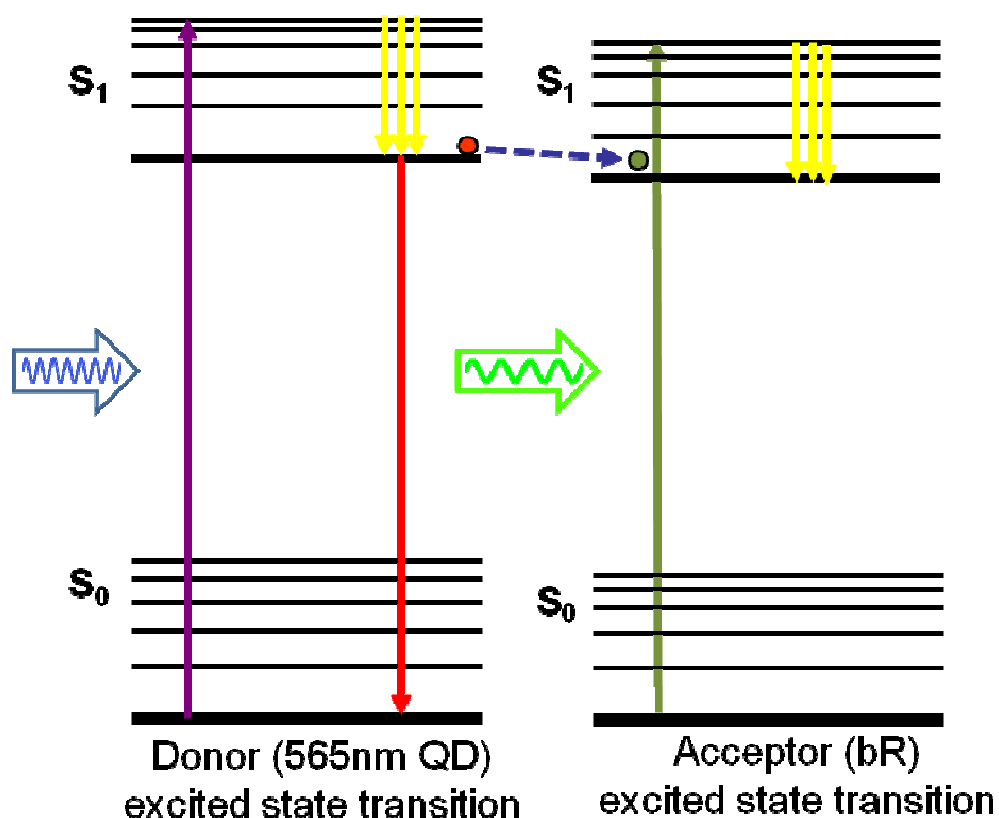 S₁
S₁
S₀
S₀
Donor (565nm QD)
excited state transition
Acceptor (bR)
excited state transition